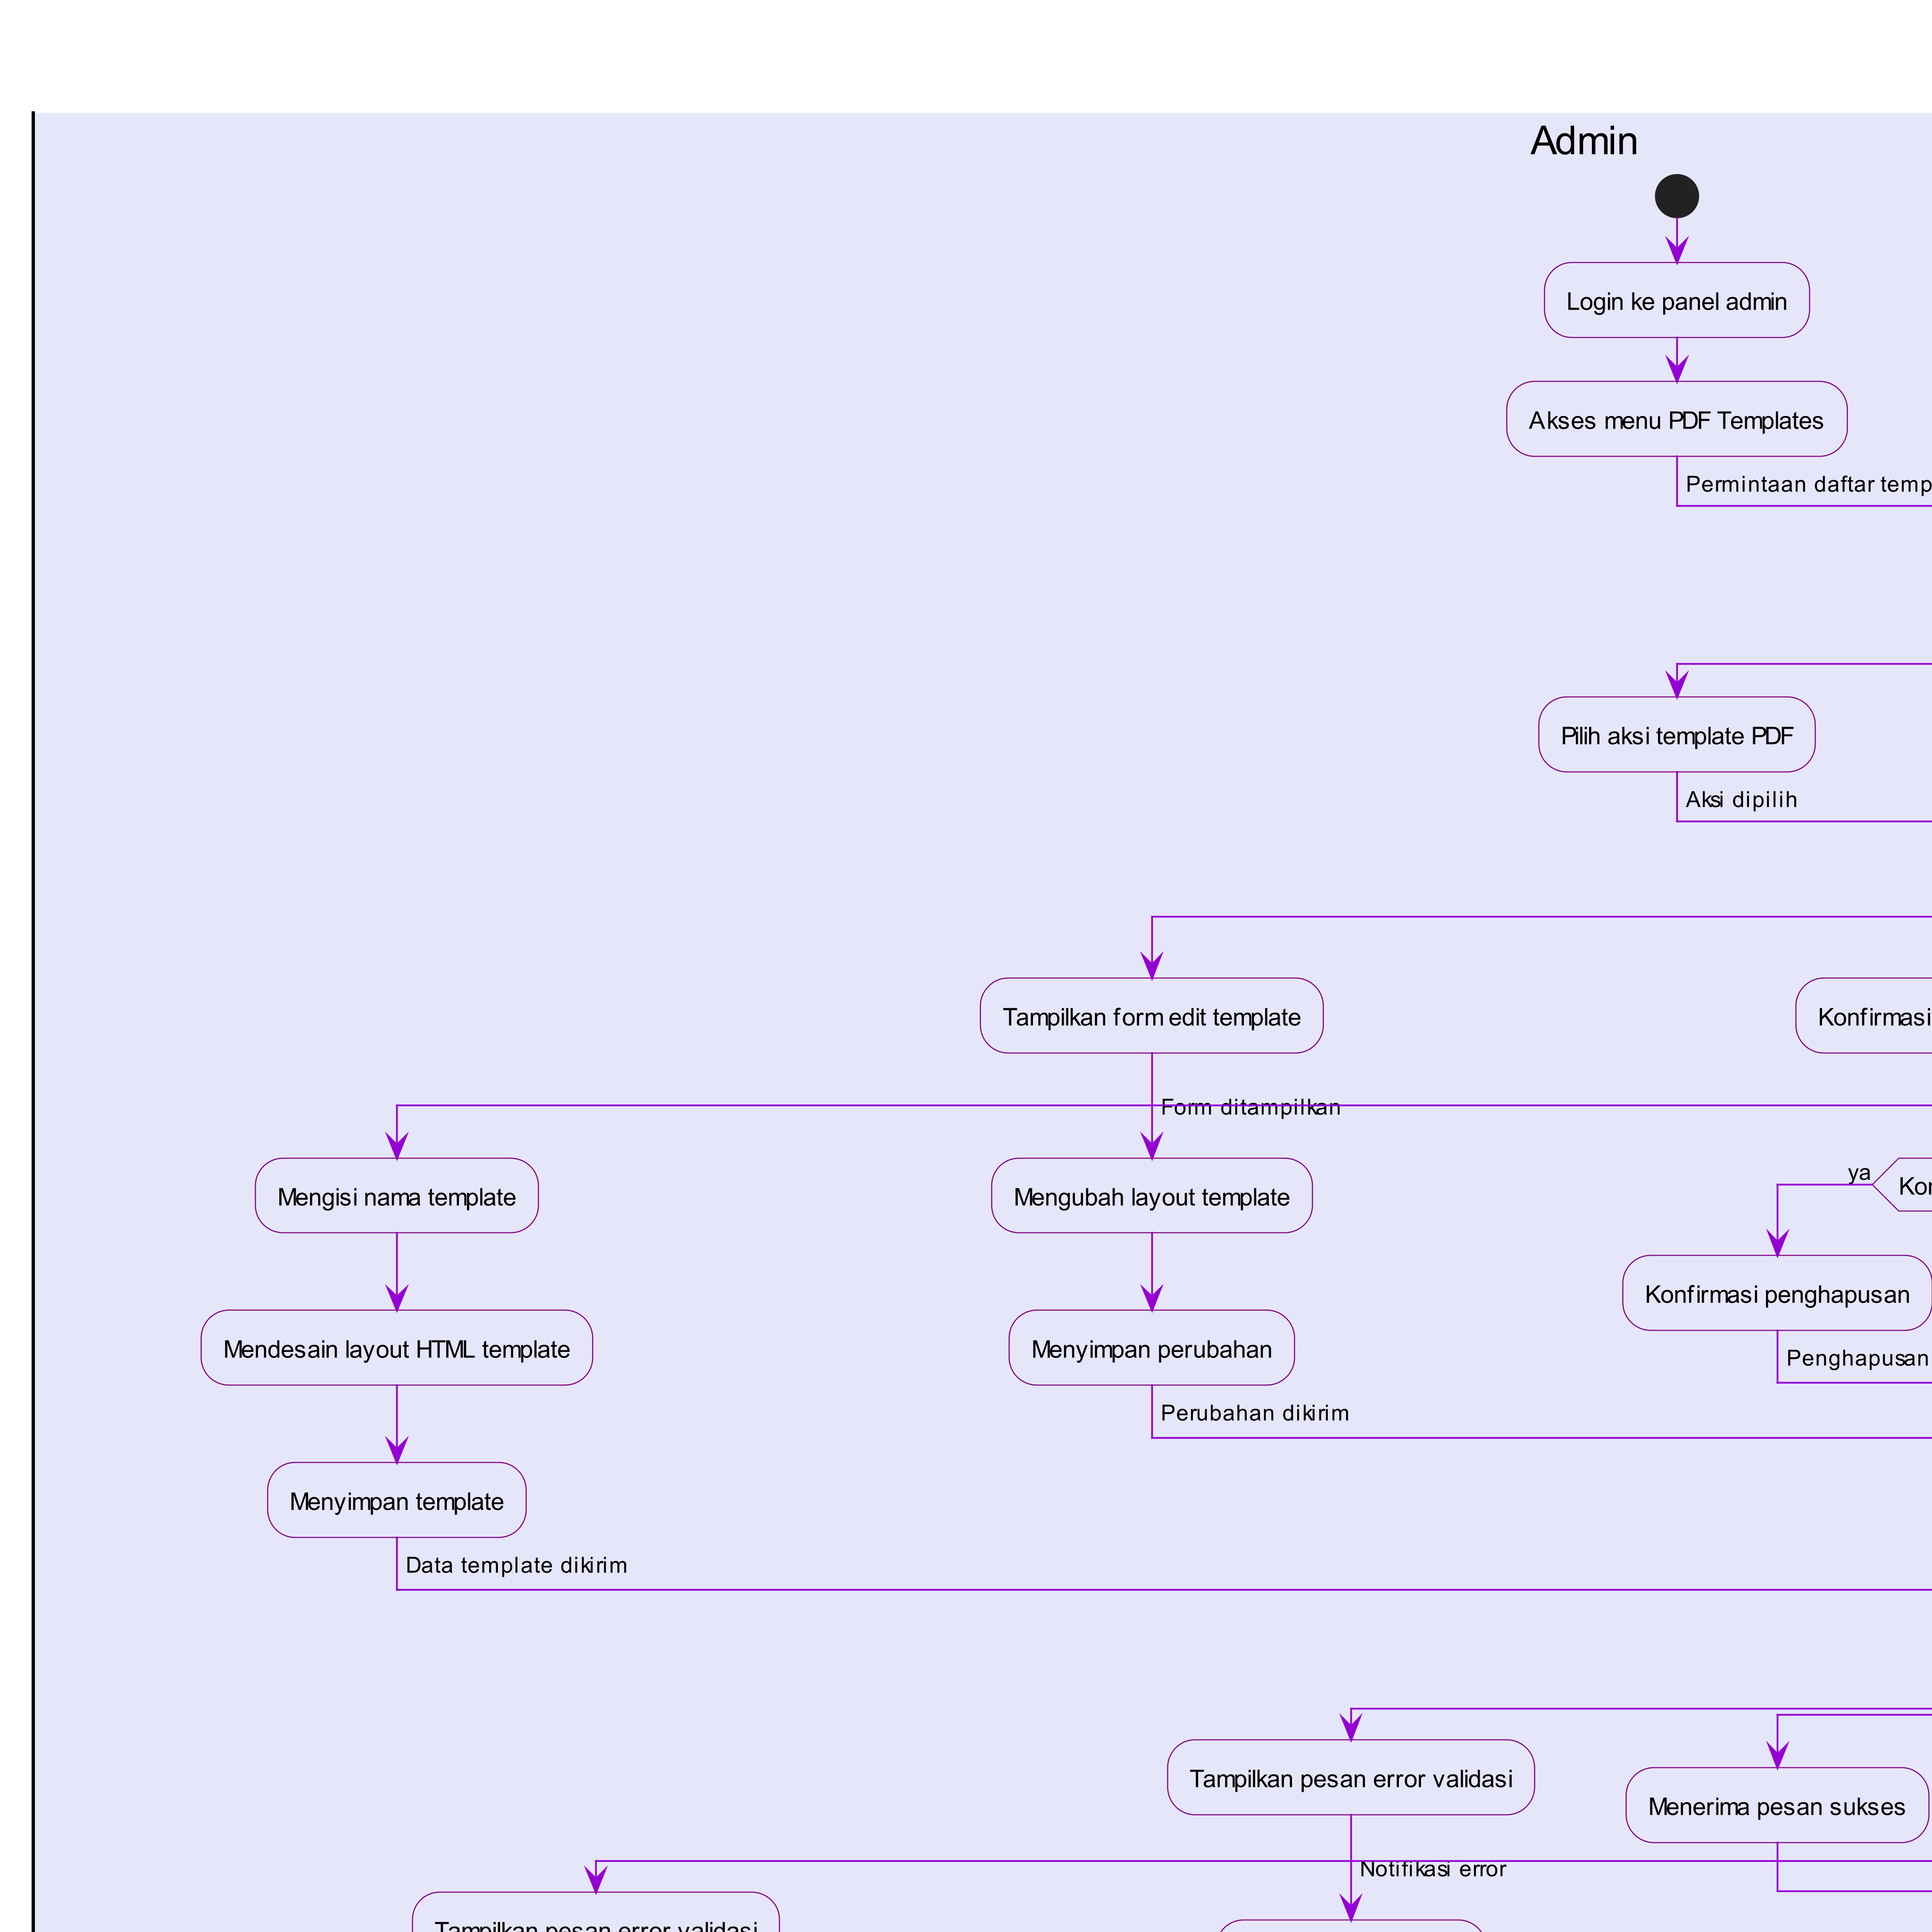 Admin
Login ke panel admin
Akses menu PDF Templates
Permintaan daftar temp
Pilih aksi template PDF
Aksi dipilih
Tampilkan form edit template
Konfirmasi
Form ditampilkan
Mengisi nama template
Mengubah layout template
ya
Kon
Konfirmasi penghapusan
Mendesain layout HTML template
Menyimpan perubahan
Penghapusan
Perubahan dikirim
Menyimpan template
Data template dikirim
Tampilkan pesan error validasi
Menerima pesan sukses
Notifikasi error
Tampilkan pesan error validasi